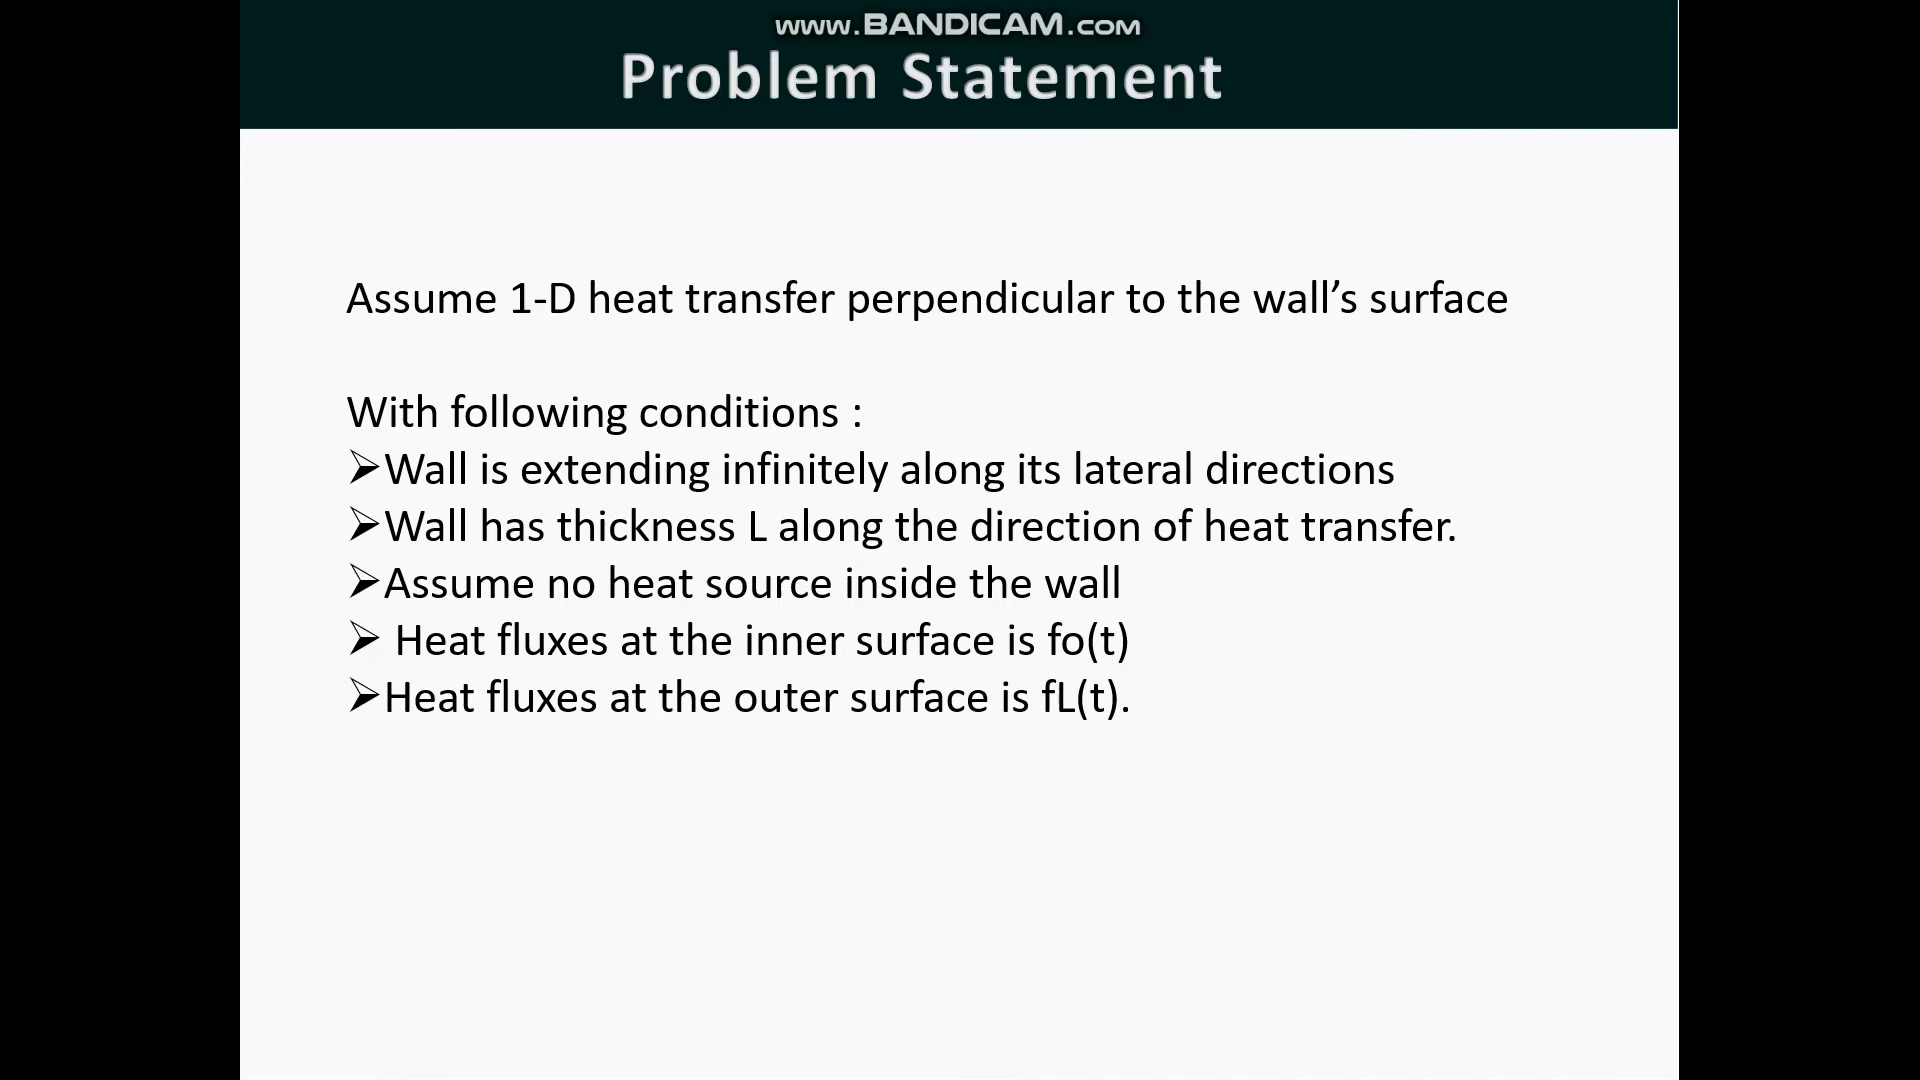 www.BANDICAM.com
Problem Statement
Assume 1-D heat transfer perpendicular to the wall’s surface
With following conditions :
➢Wall is extending infinitely along its lateral directions
➢Wall has thickness L along the direction of heat transfer.
➢Assume no heat source inside the wall
➢ Heat fluxes at the inner surface is fo(t)
➢Heat fluxes at the outer surface is fL(t).